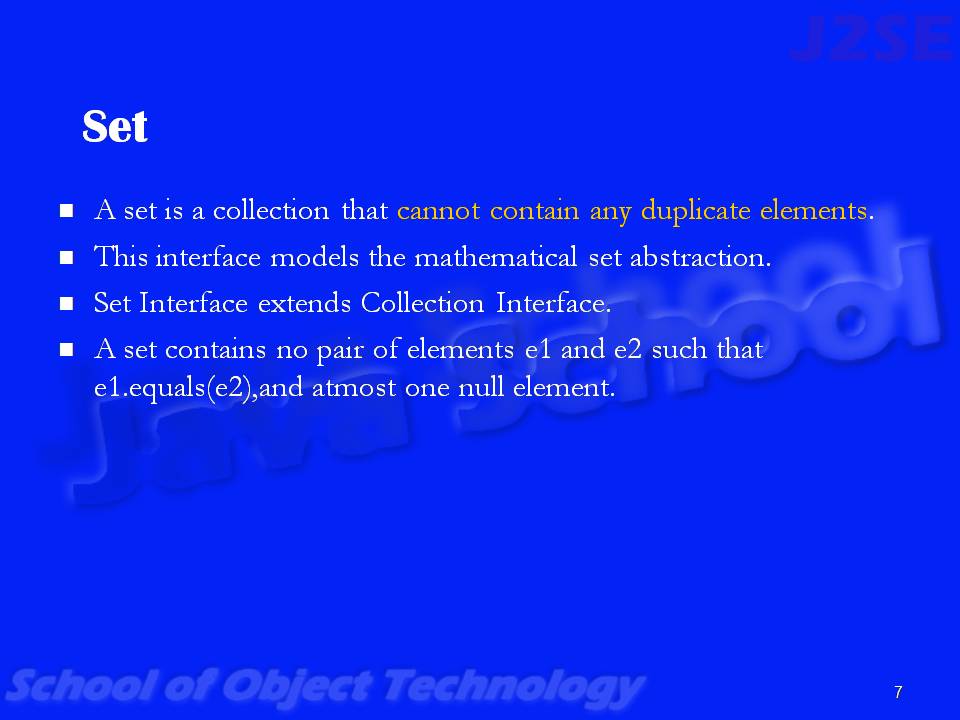 J2SE
Set
A set is a collection that cannot contain any duplicate elements.
This interface models the mathematical set abstraction.
Set Interface extends Collection Interface.
A set contains no pair of elements e1 and e2 such that
e1.equals(e2),and atmost one null element.
Java School
School of Object Technology
7